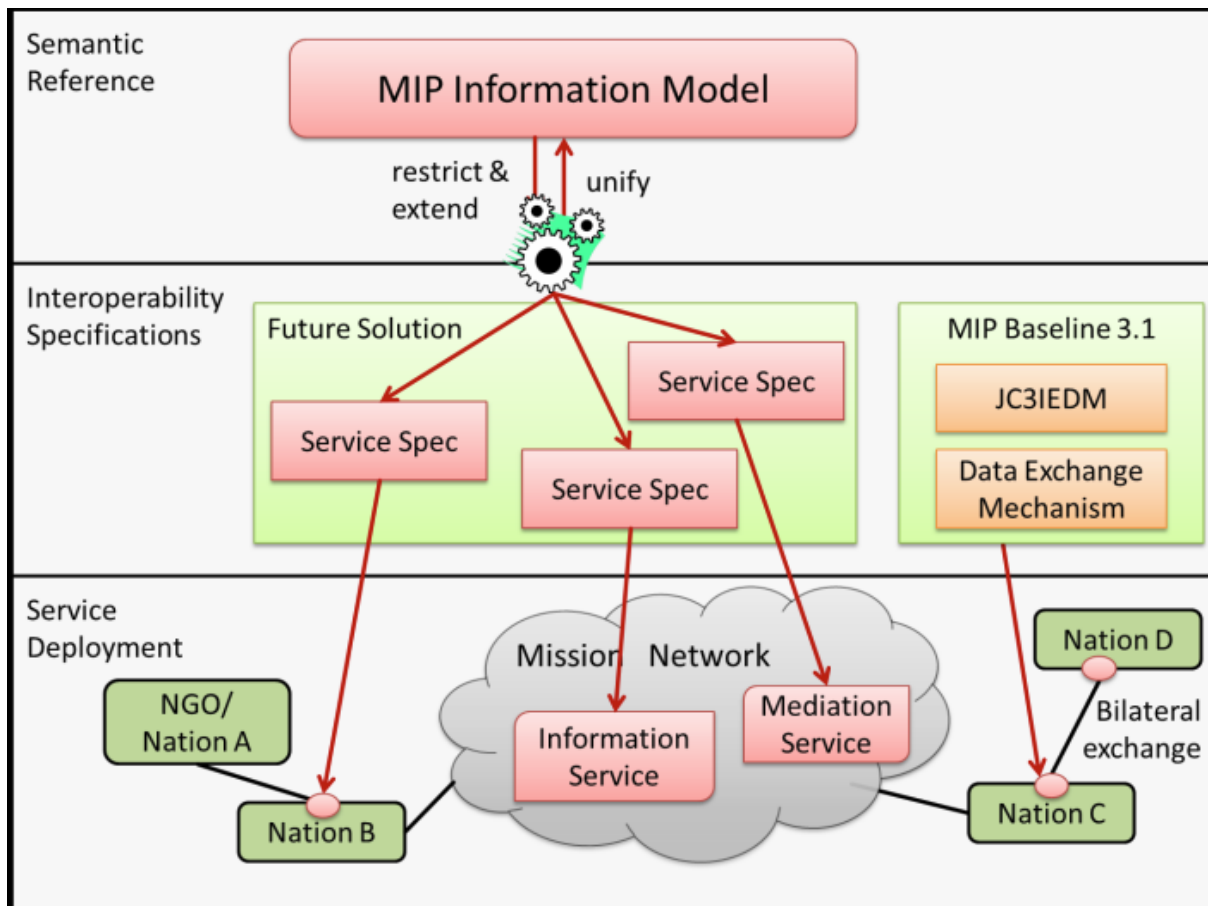 Semantic
Reference
MIP Information Model
restrict &
extend
unify
Interoperability
Specifications
Future Solution
Service Spec
Service Spec
Service Spec
MIP Baseline 3.1
JC3IEDM
Data Exchange
Mechanism
Service
Deployment
Mission Network
NGO/
Nation A
Nation B
Information
Service
Mediation
Service
Nation D
Bilateral
exchange
Nation C